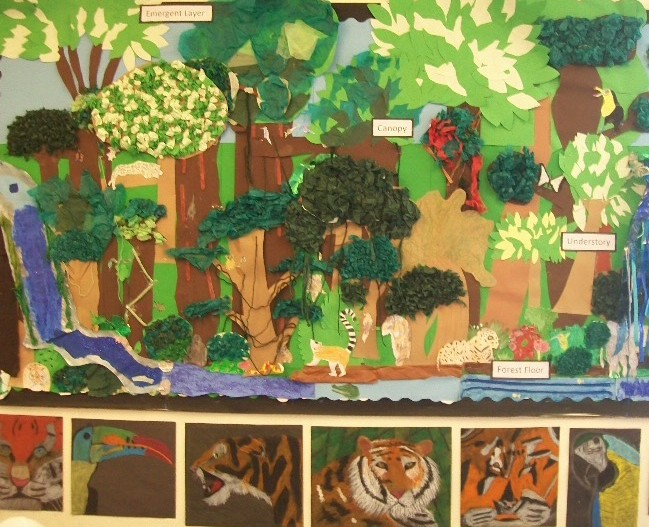 Emergent Layer
Canopy
Understory
Forest Floor